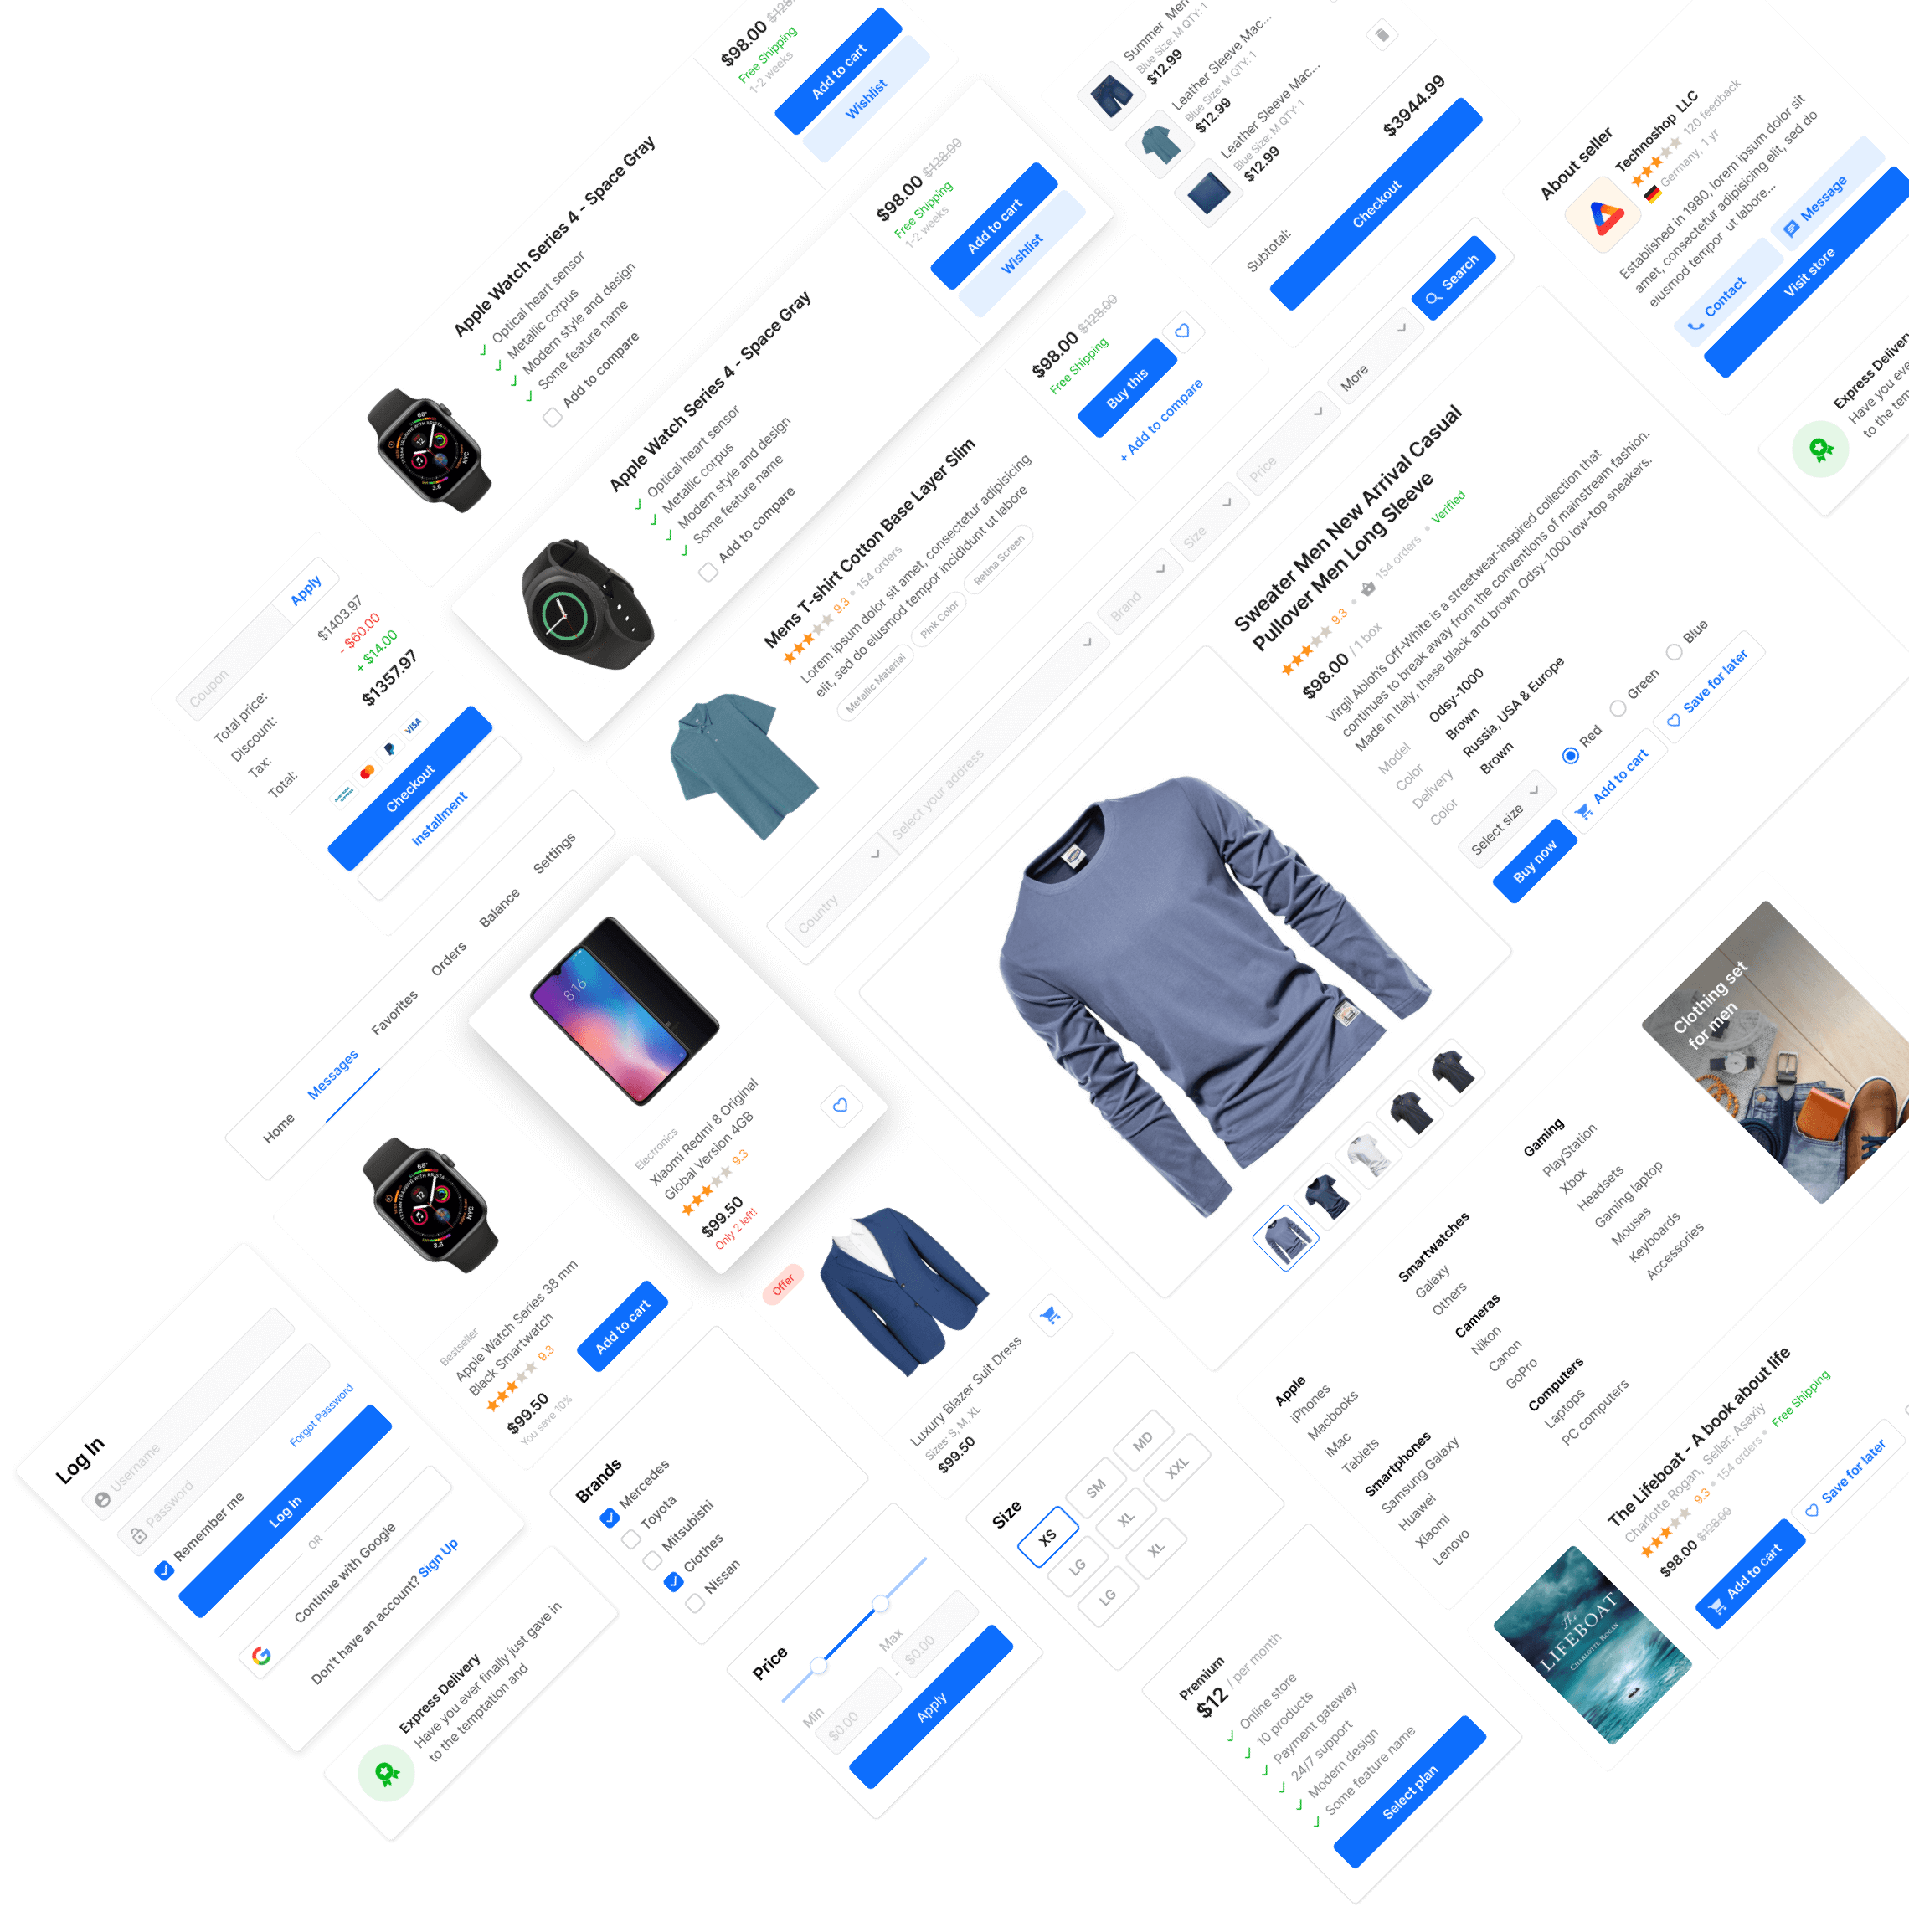 $98.00 $128.00
Free Shipping
1-2 weeks
Add to cart
Wishlist
Apple Watch Series 4 - Space Gray
Optical heart sensor
Metallic corpus
Modern style and design
Some feature name
Add to compare
$98.00 $128.00
Free Shipping
1-2 weeks
Add to cart
Wishlist
Apple Watch Series 4 - Space Gray
Optical heart sensor
Metallic corpus
Modern style and design
Some feature name
Add to compare
Summer Men
Blue Size: M QTY: 1
$12.99
Leather Sleeve Mac...
Blue Size: M QTY: 1
$12.99
Leather Sleeve Mac...
Blue Size: M QTY: 1
$12.99
Subtotal:
$3944.99
Checkout
About seller
Technoshop LLC
120 feedback
Germany, 1 yr
Established in 1980, lorem ipsum dolor sit
amet, consectetur adipisicing elit, sed do
eiusmod tempor ut labore...
Contact
Message
Visit store
Express Deliver
Have you eve
to the tem
$98.00 $128.00
Free Shipping
Buy this
+ Add to compare
Mens T-shirt Cotton Base Layer Slim
9.3 • 154 orders
Lorem ipsum dolor sit amet, consectetur adipisicing
elit, sed do eiusmod tempor incididunt ut labore
Metallic Material
Pink Color
Retina Screen
Country
Select your address
Brand
Size
Price
More
Search
Coupon
Apply
Total price:
$1403.97
Discount:
- $60.00
Tax:
+ $14.00
Total:
$1357.97
VISA
Checkout
Installment
Sweater Men New Arrival Casual
Pullover Men Long Sleeve
9.3 • 154 orders • Verified
$98.00 / 1 box
Virgil Abloh's Off-White is a streetwear-inspired collection that
continues to break away from the conventions of mainstream fashion.
Made in Italy, these black and brown Odsy-1000 low-top sneakers.
Model
Odsy-1000
Color
Brown
Delivery
Russia, USA & Europe
Color
Brown
Select size
Red
Green
Blue
Buy now
Add to cart
Save for later
Home
Messages
Favorites
Orders
Balance
Settings
8:16
Electronics
Xiaomi Redmi 8 Original
Global Version 4GB
9.3
$99.50
Only 2 left!
Bestseller
Apple Watch Series 38 mm
Black Smartwatch
9.3
$99.50
You save 10%
Add to cart
Offer
Luxury Blazer Suit Dress
Sizes: S, M, XL
$99.50
Clothing set
for men
Gaming
PlayStation
Xbox
Headsets
Gaming laptop
Mouses
Keyboards
Accessories
Smartwatches
Galaxy
Others
Cameras
Nikon
Canon
GoPro
Computers
Laptops
PC computers
Apple
iPhones
Macbooks
iMac
Tablets
Smartphones
Samsung Galaxy
Huawei
Xiaomi
Lenovo
Log In
Username
Password
Remember me
Forgot Password
Log In
OR
Continue with Google
Don't have an account? Sign Up
Express Delivery
Have you ever finally just gave in
to the temptation and
Brands
Mercedes
Toyota
Mitsubishi
Clothes
Nissan
Price
Min
Max
$0.00
-
$0.00
Apply
Size
XS
SM
MD
LG
XL
XXL
LG
XL
Premium
$12 / per month
Online store
10 products
Payment gateway
24/7 support
Modern design
Some feature name
Select plan
The Lifeboat - A book about life
Charlotte Rogan, Seller: Asaxiy
9.3 • 154 orders • Free Shipping
$98.00 $128.00
Add to cart
Save for later
The
LIFEBOAT
CHARLOTTE ROGAN